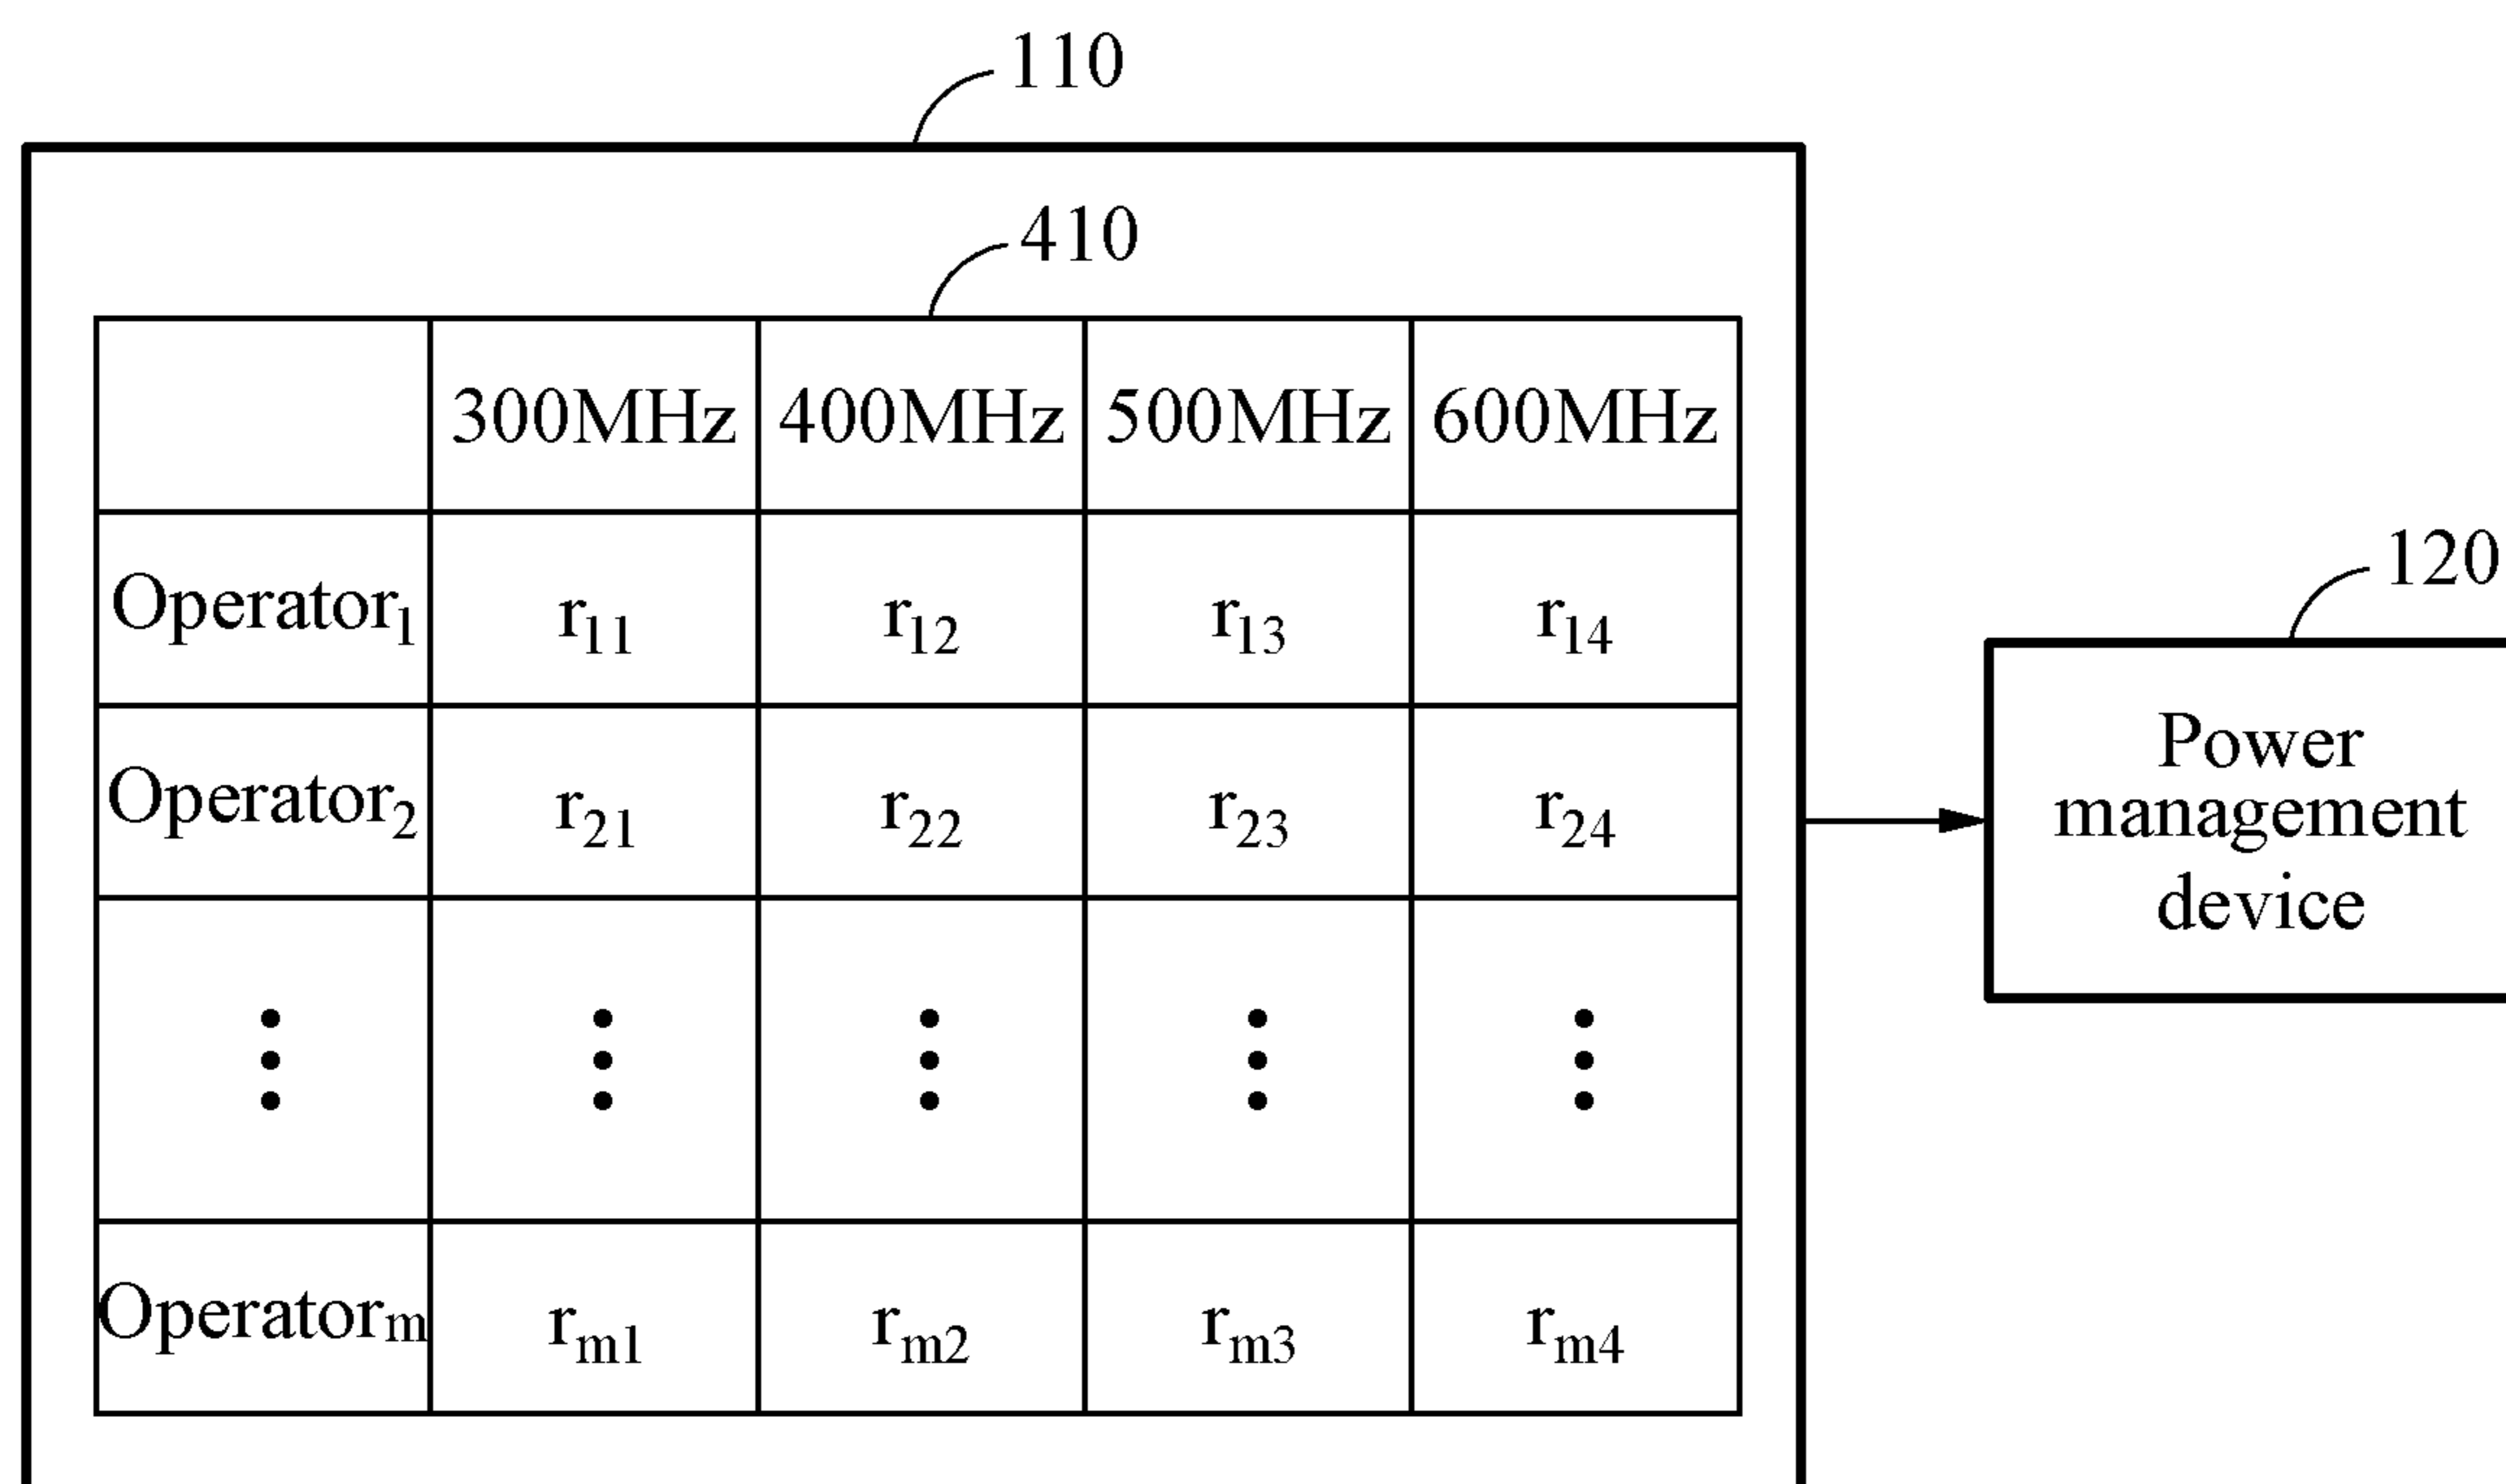 110
410
300MHz 400MHz 500MHz 600MHz
Operator₁ r₁₁ r₁₂ r₁₃ r₁₄
Operator₂ r₂₁ r₂₂ r₂₃ r₂₄
Operatorₘ rₘ₁ rₘ₂ rₘ₃ rₘ₄
120
Power
management
device